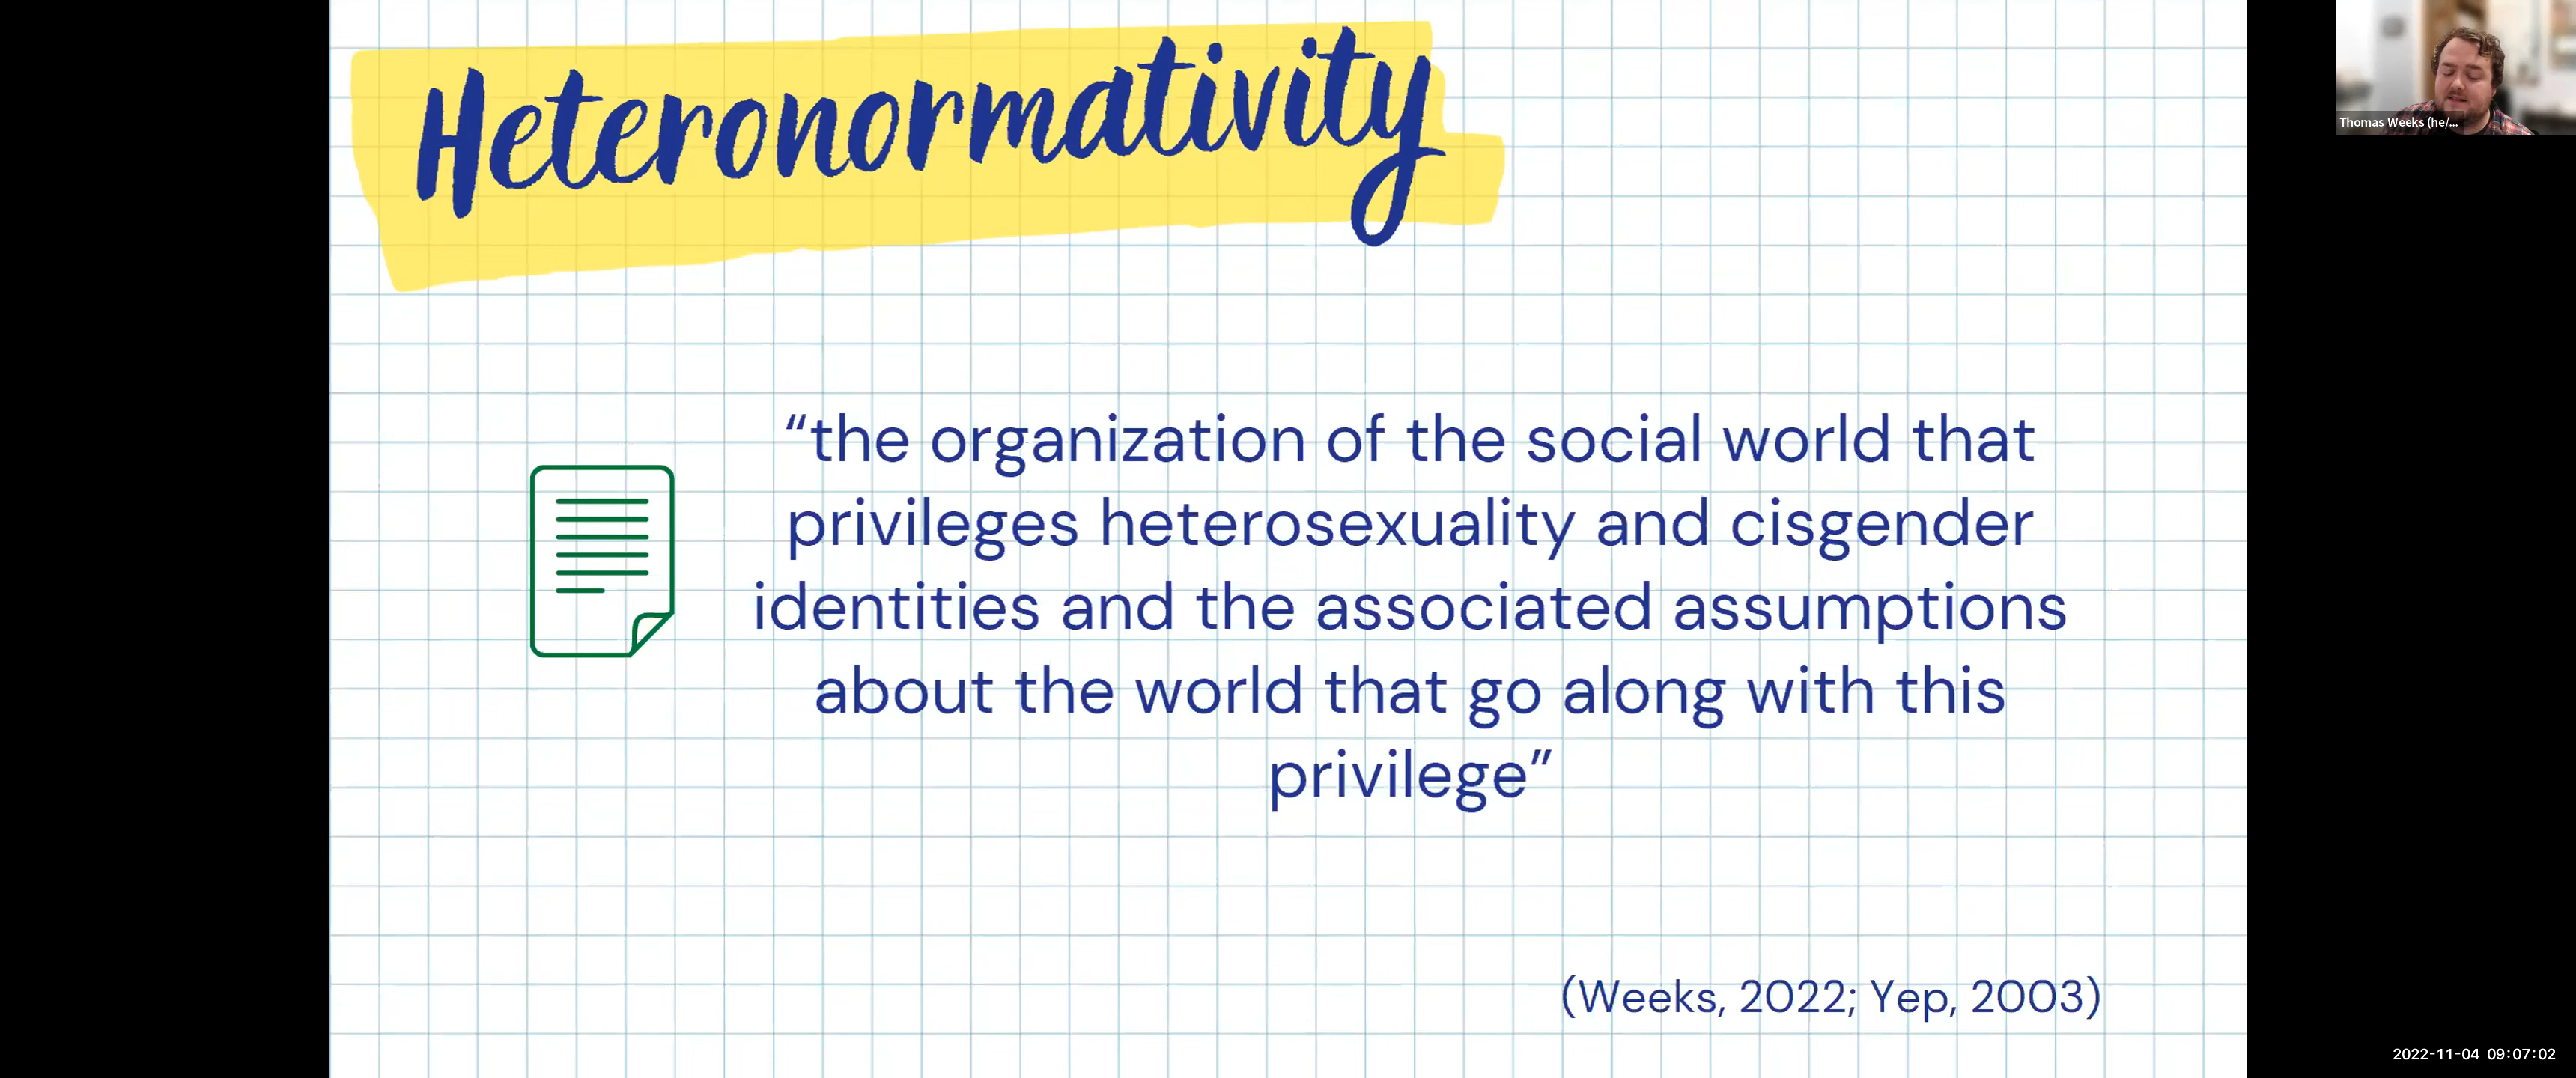 Heteronormativity
Thomas Weeks (he/...
“the organization of the social world that
privileges heterosexuality and cisgender
identities and the associated assumptions
about the world that go along with this
privilege”
(Weeks, 2022; Yep, 2003)
2022-11-04 09:07:02